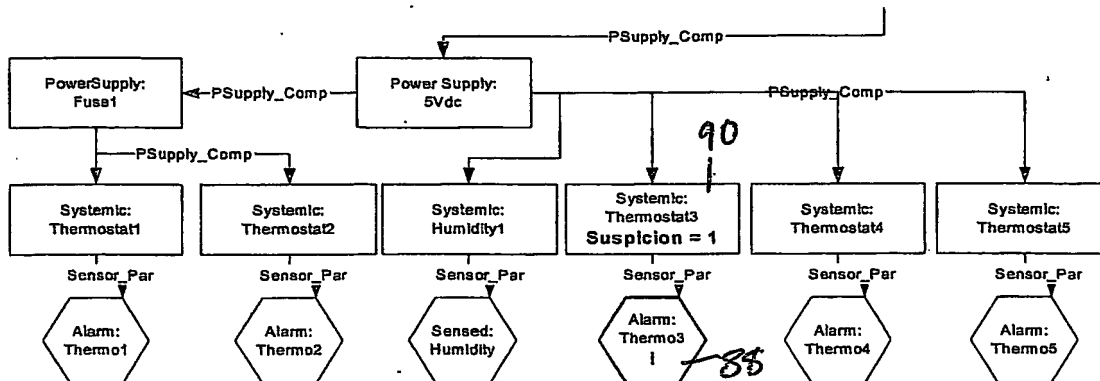 PSupply_Comp
PowerSupply:
Fuse1
PSupply_Comp
Power Supply:
5Vdc
PSupply_Comp
90
PSupply_Comp
Systemic:
Thermostat1
Systemic:
Thermostat2
Systemic:
Humidity1
Systemic:
Thermostat3
Suspicion = 1
Systemic:
Thermostat4
Systemic:
Thermostat5
Sensor_Par
Sensor_Par
Sensor_Par
Sensor_Par
Sensor_Par
Sensor_Par
Alarm:
Thermo1
Alarm:
Thermo2
Sensed:
Humidity
Alarm:
Thermo3
88
Alarm:
Thermo4
Alarm:
Thermo5